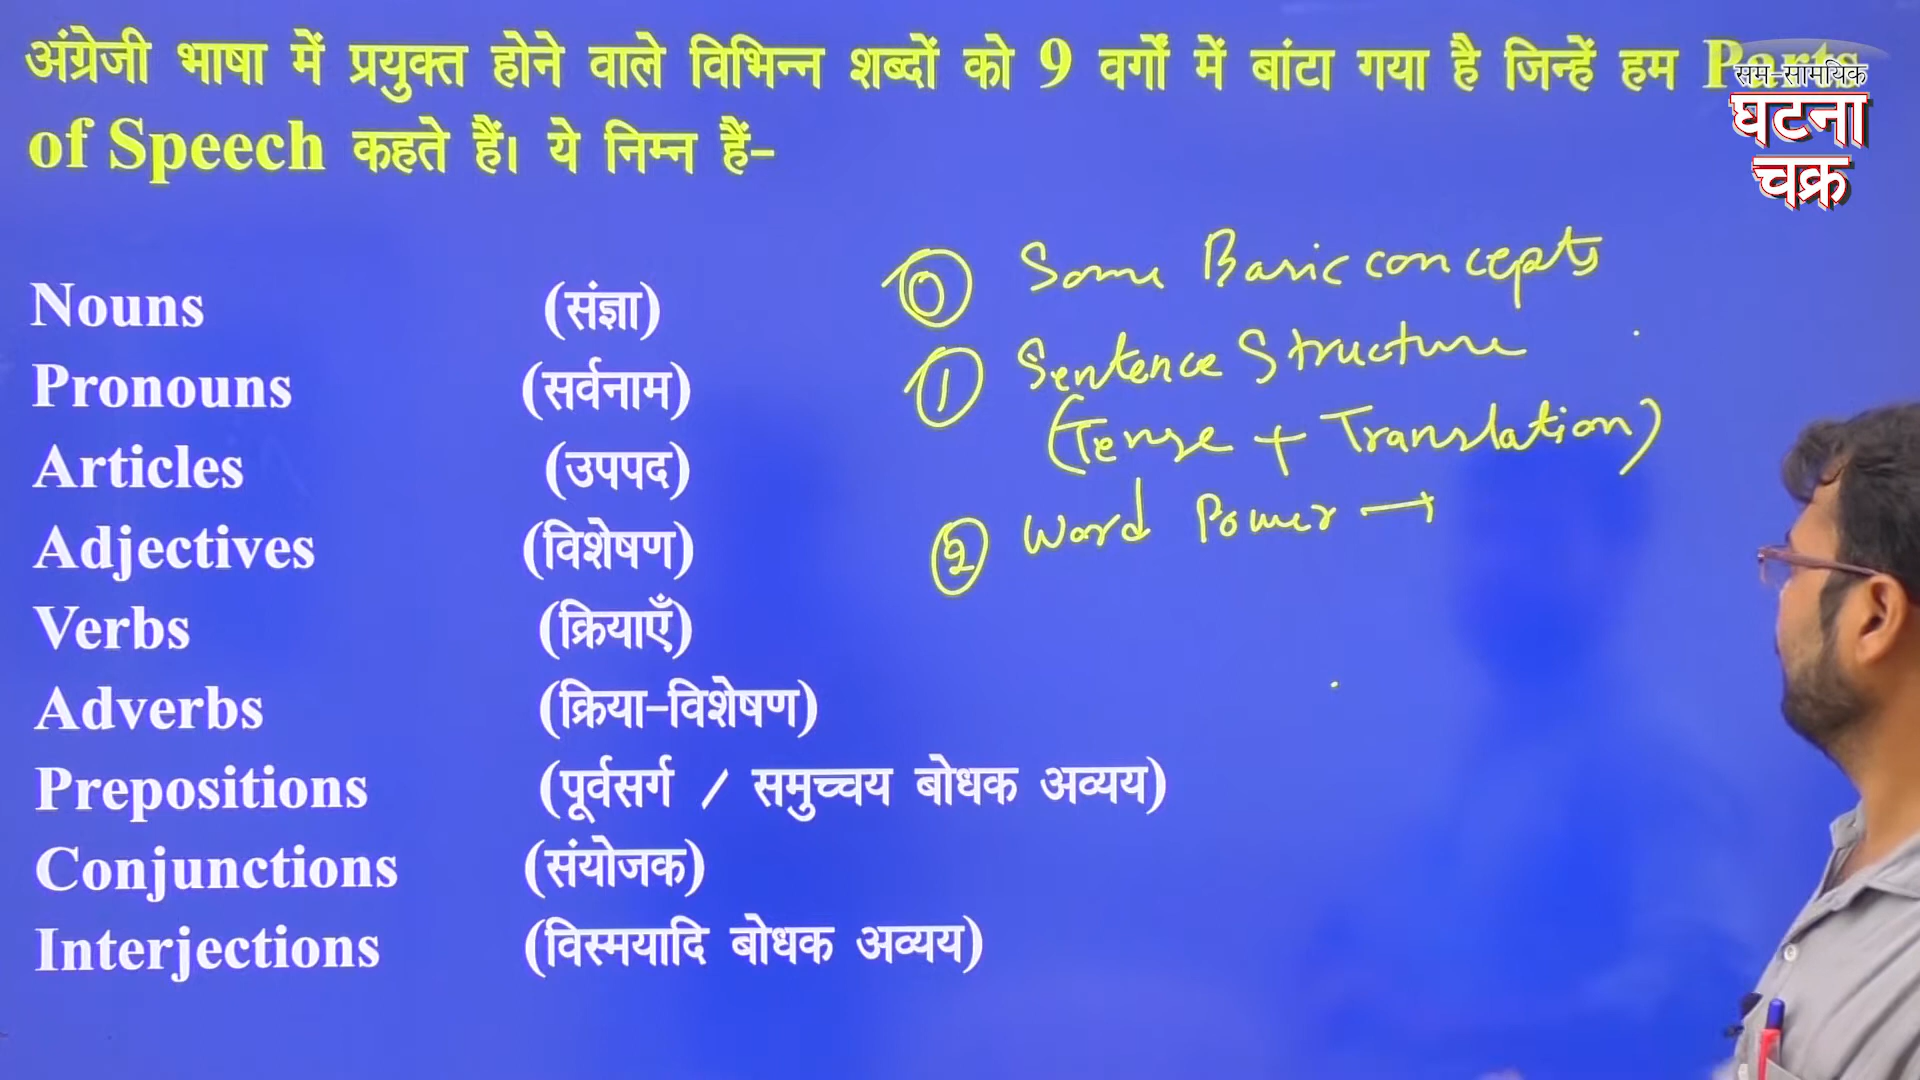 अंग्रेजी भाषा में प्रयुक्त होने वाले विभिन्न शब्दों को 9 वर्गों में बांटा गया है जिन्हें हम Parts
of Speech कहते हैं। ये निम्न हैं-
सम-सामयिक
घटना
चक्र
Nouns (संज्ञा)
Pronouns (सर्वनाम)
Articles (उपपद)
Adjectives (विशेषण)
Verbs (क्रियाएँ)
Adverbs (क्रिया-विशेषण)
Prepositions (पूर्वसर्ग / समुच्चय बोधक अव्यय)
Conjunctions (संयोजक)
Interjections (विस्मयादि बोधक अव्यय)
0 Some Basic concepts
1 Sentence Structure
(Tense + Translation)
2 Word Power →